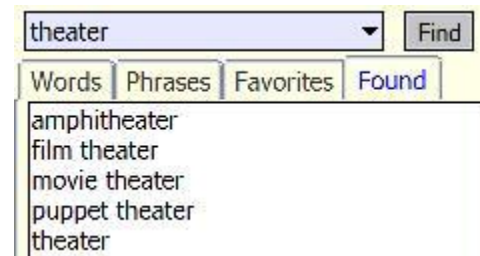 theater Find
Words Phrases Favorites Found
amphitheater
film theater
movie theater
puppet theater
theater